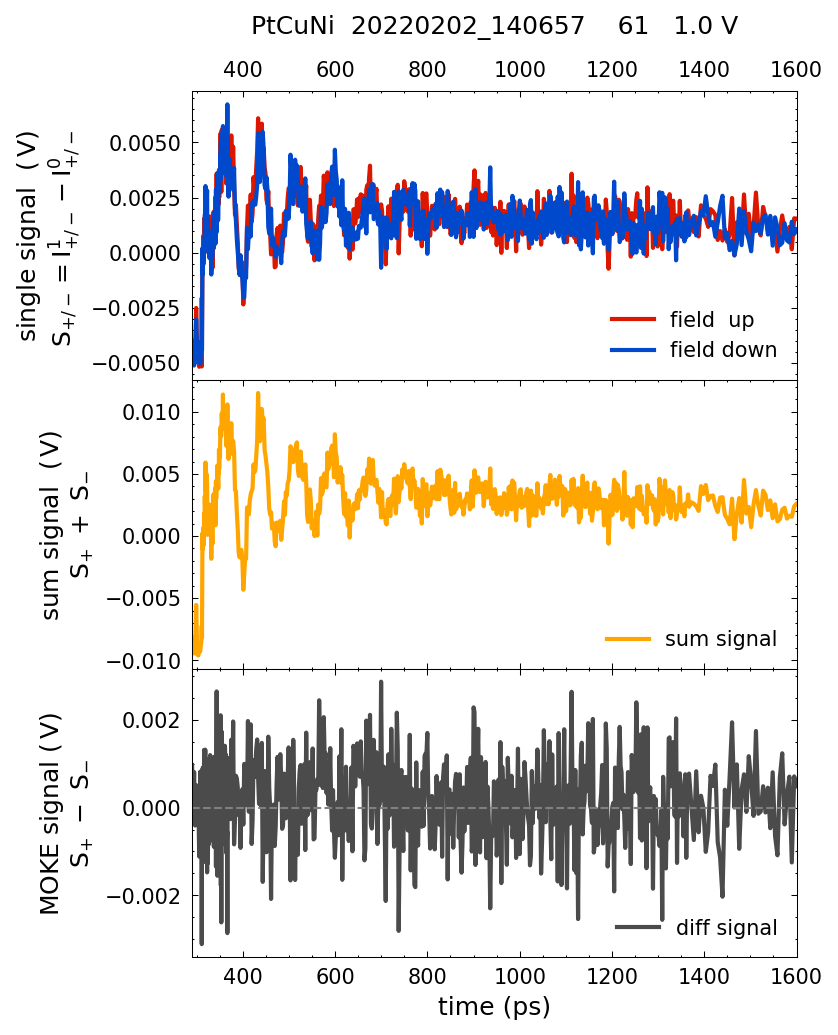 PtCuNi  20220202_140657    61   1.0 V
400 600 800 1000 1200 1400 1600
single signal  ( V)
S+/− = I¹+/− − I⁰+/−
0.0050
0.0025
0.0000
−0.0025
−0.0050
field  up
field down
sum signal  ( V)
S+ + S−
0.010
0.005
0.000
−0.005
−0.010
sum signal
MOKE signal ( V)
S+ − S−
0.002
0.000
−0.002
diff signal
400 600 800 1000 1200 1400 1600
time (ps)